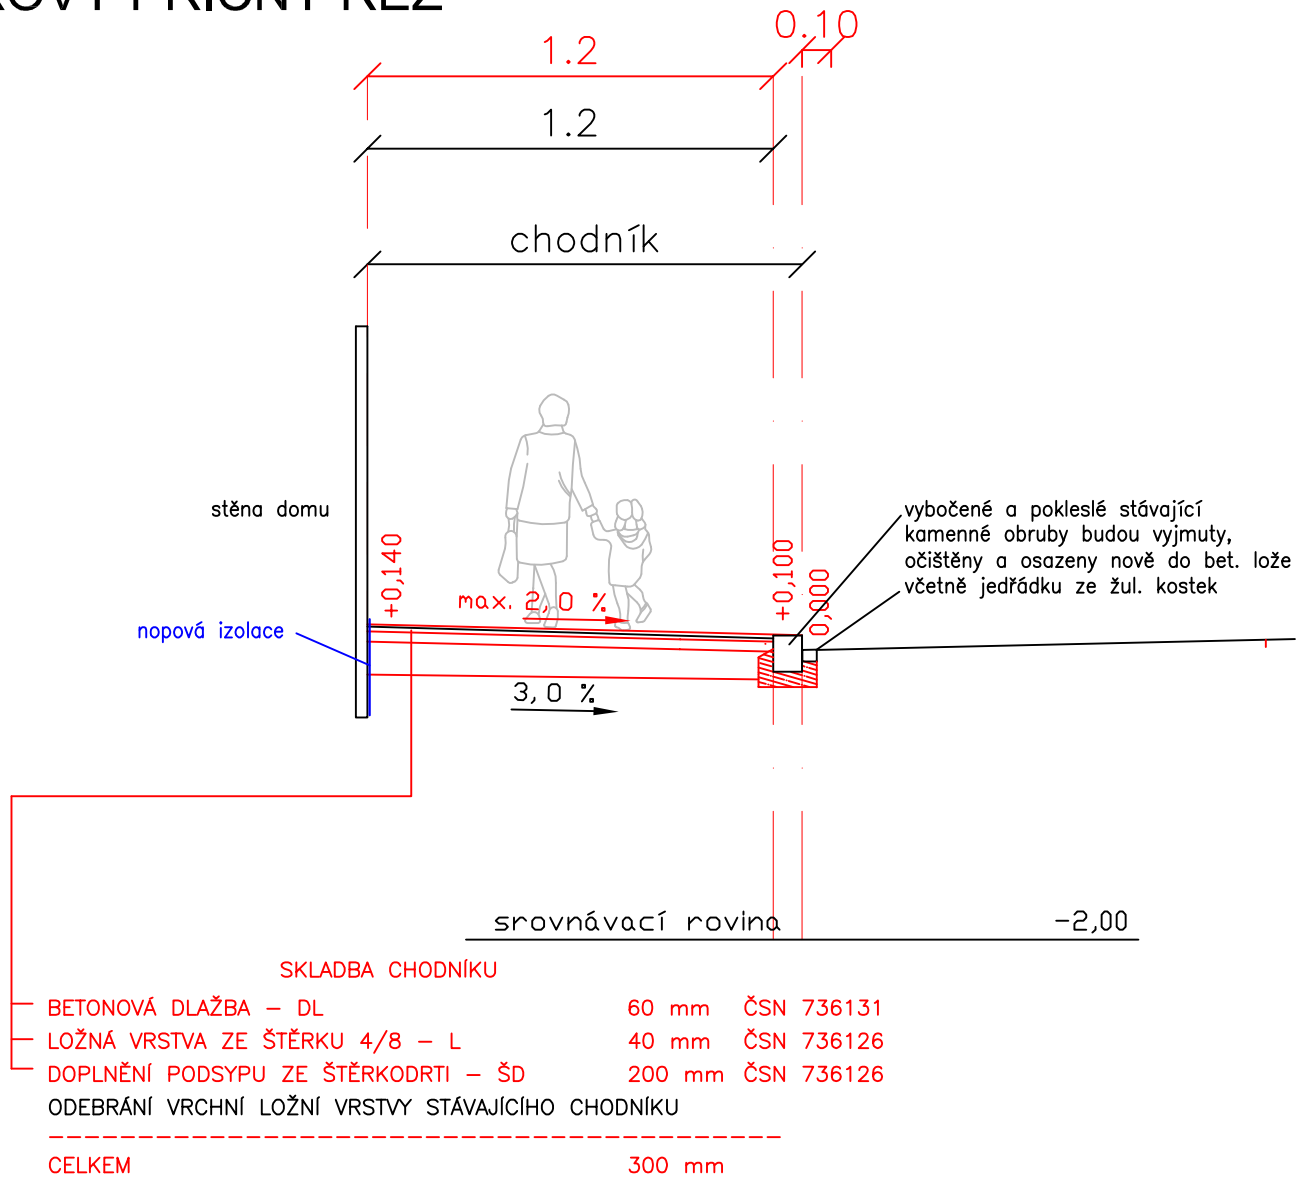 0.10
1.2
1.2
chodník
stěna domu
vybočené a pokleslé stávající
kamenné obruby budou vyjmuty,
očištěny a osazeny nově do bet. lože
včetně jedřádku ze žul. kostek
+0,140
+0,100
0,000
max. 2,0 %
nopová izolace
3,0 %
srovnávací rovina -2,00
SKLADBA CHODNÍKU
BETONOVÁ DLAŽBA – DL 60 mm ČSN 736131
LOŽNÁ VRSTVA ZE ŠTĚRKU 4/8 – L 40 mm ČSN 736126
DOPLNĚNÍ PODSYPU ZE ŠTĚRKODRTI – ŠD 200 mm ČSN 736126
ODEBRÁNÍ VRCHNÍ LOŽNÍ VRSTVY STÁVAJÍCÍHO CHODNÍKU
CELKEM 300 mm